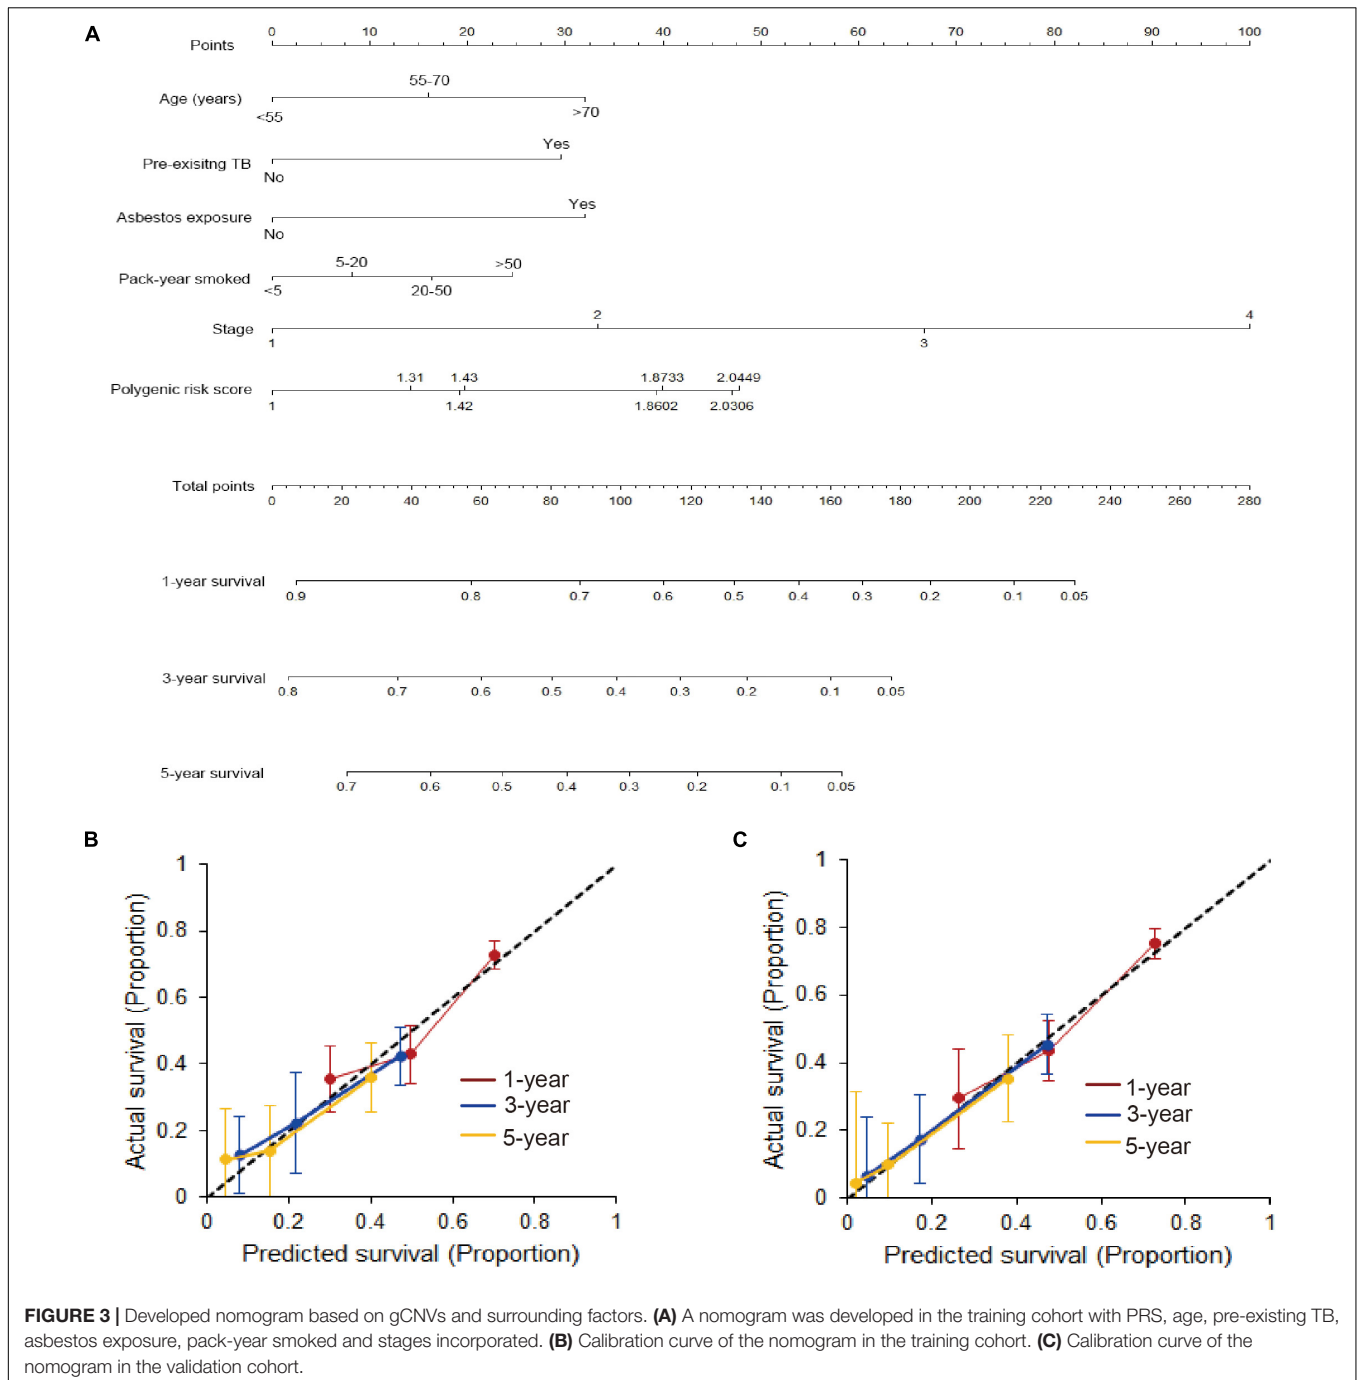 A
Points
0 10 20 30 40 50 60 70 80 90 100
55-70
Age (years)
<55 >70
Yes
Pre-exisitng TB
No
Yes
Asbestos exposure
No
5-20 >50
Pack-year smoked
<5 20-50
2 4
Stage
1 3
1.31 1.43 1.8733 2.0449
Polygenic risk score
1 1.42 1.8602 2.0306
Total points
0 20 40 60 80 100 120 140 160 180 200 220 240 260 280
1-year survival
0.9 0.8 0.7 0.6 0.5 0.4 0.3 0.2 0.1 0.05
3-year survival
0.8 0.7 0.6 0.5 0.4 0.3 0.2 0.1 0.05
5-year survival
0.7 0.6 0.5 0.4 0.3 0.2 0.1 0.05
B
Actual survival (Proportion)
1
0.8
0.6
0.4
0.2
0
0 0.2 0.4 0.6 0.8 1
Predicted survival (Proportion)
1-year
3-year
5-year
C
Actual survival (Proportion)
1
0.8
0.6
0.4
0.2
0
0 0.2 0.4 0.6 0.8 1
Predicted survival (Proportion)
1-year
3-year
5-year
FIGURE 3 | Developed nomogram based on gCNVs and surrounding factors. (A) A nomogram was developed in the training cohort with PRS, age, pre-existing TB,
asbestos exposure, pack-year smoked and stages incorporated. (B) Calibration curve of the nomogram in the training cohort. (C) Calibration curve of the
nomogram in the validation cohort.